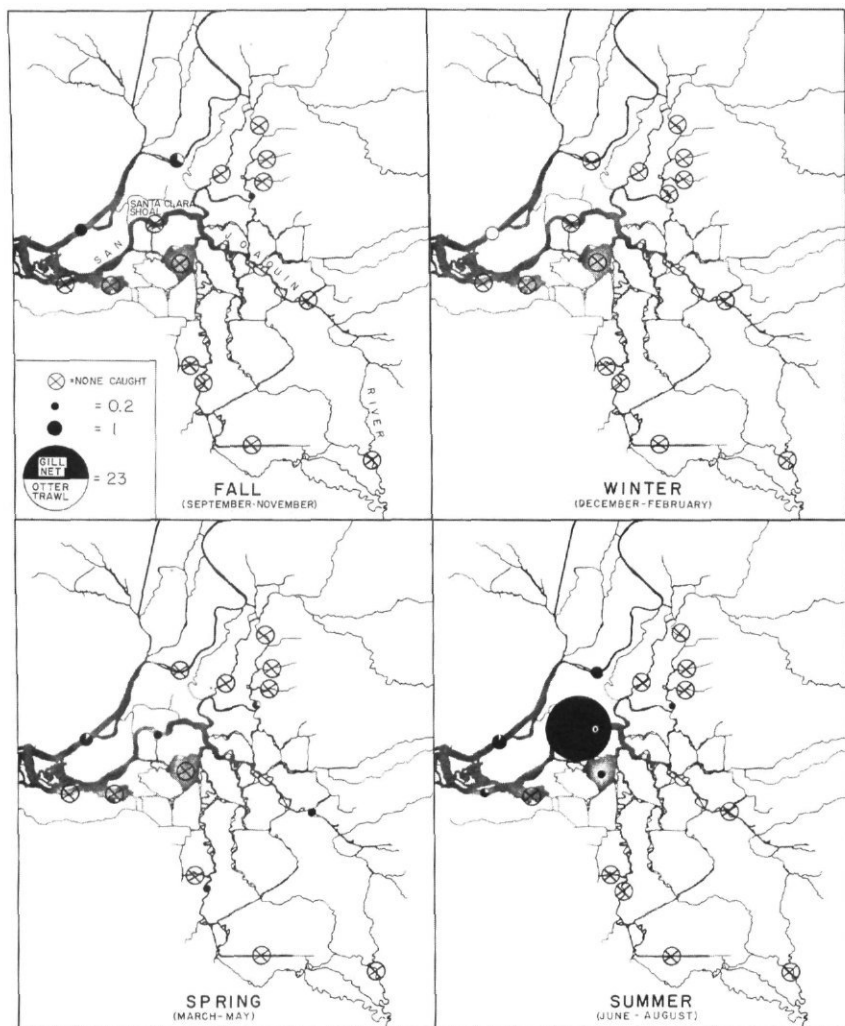 SANTA CLARA
SHOAL
SAN
JOAQUIN
RIVER
=NONE CAUGHT
= 0.2
= 1
GILL
NET
OTTER
TRAWL
= 23
FALL
(SEPTEMBER-NOVEMBER)
WINTER
(DECEMBER-FEBRUARY)
SPRING
(MARCH-MAY)
SUMMER
(JUNE-AUGUST)